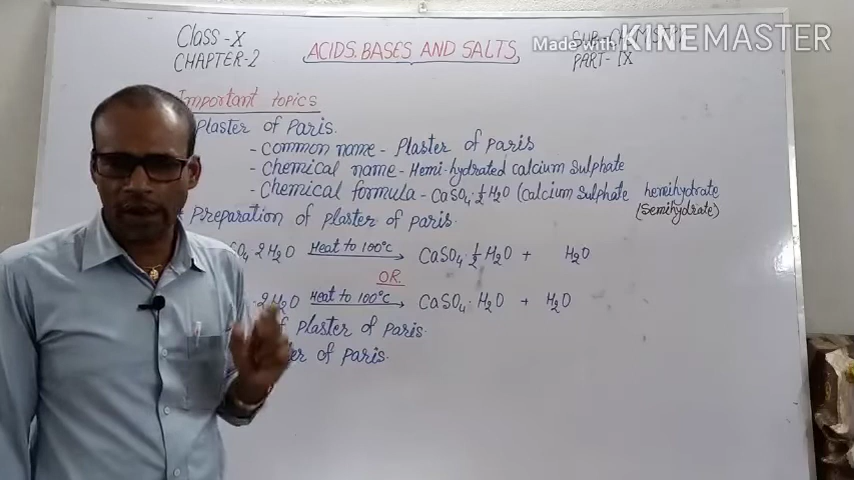 Class-X
CHAPTER-2
ACIDS, BASES AND SALTS
Made with KINEMASTER
PART-IX
Important topics
Plaster of Paris.
- Common name - Plaster of Paris
- Chemical name - Hemi-hydrated calcium Sulphate
- Chemical formula - CaSO₄·½H₂O (Calcium Sulphate hemihydrate
(Semihydrate)
* Preparation of plaster of paris.
·2H₂O Heat to 100°C → CaSO₄·½H₂O + H₂O
OR.
·2H₂O Heat to 100°C → CaSO₄·H₂O + H₂O
of Plaster of Paris.
of Paris.